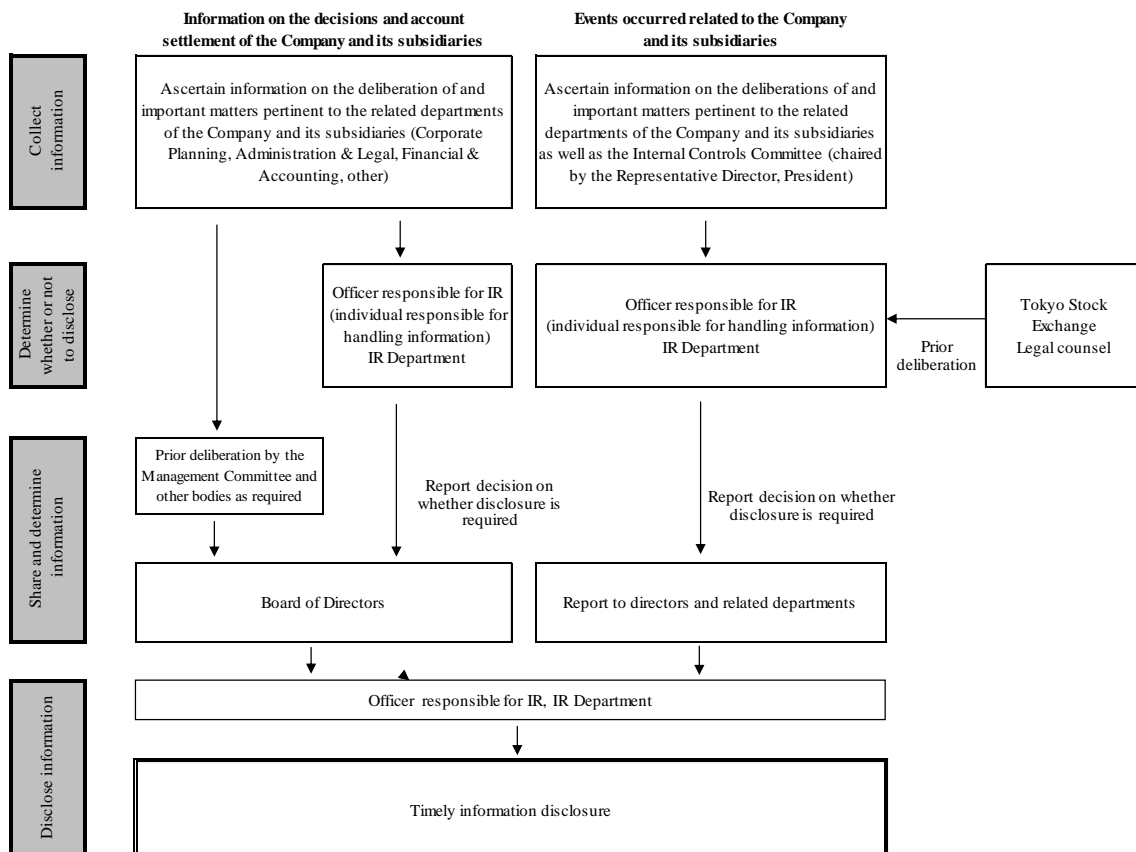 Information on the decisions and account
settlement of the Company and its subsidiaries
Events occurred related to the Company
and its subsidiaries
Collect
information
Ascertain information on the deliberation of and
important matters pertinent to the related departments
of the Company and its subsidiaries (Corporate
Planning, Administration & Legal, Financial &
Accounting, other)
Ascertain information on the deliberations of and
important matters pertinent to the related
departments of the Company and its subsidiaries
as well as the Internal Controls Committee (chaired
by the Representative Director, President)
Determine
whether or not
to disclose
Officer responsible for IR
(individual responsible for
handling information)
IR Department
Officer responsible for IR
(individual responsible for handling information)
IR Department
Prior
deliberation
Tokyo Stock
Exchange
Legal counsel
Share and determine
information
Prior deliberation by the
Management Committee and
other bodies as required
Report decision on
whether disclosure is
required
Report decision on whether
disclosure is required
Board of Directors
Report to directors and related departments
Disclose information
Officer responsible for IR, IR Department
Timely information disclosure